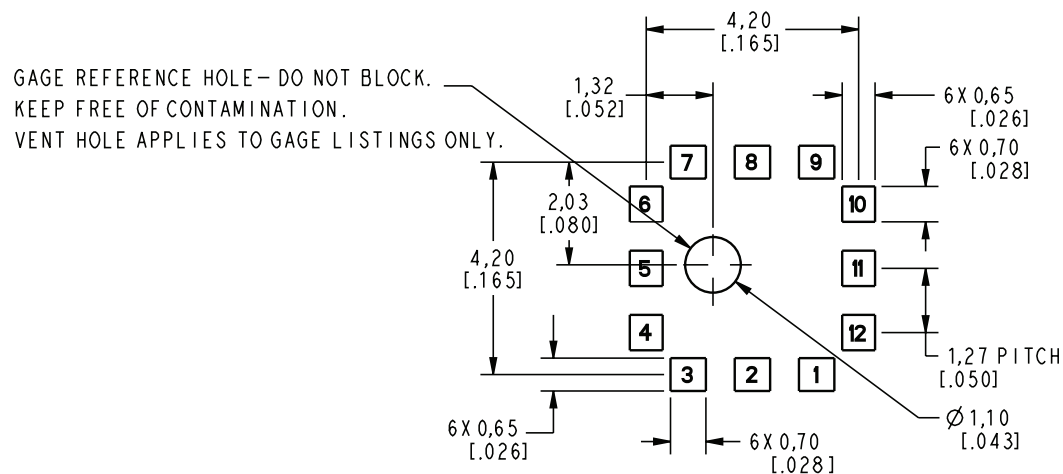 4,20
[.165]
GAGE REFERENCE HOLE- DO NOT BLOCK.
KEEP FREE OF CONTAMINATION.
VENT HOLE APPLIES TO GAGE LISTINGS ONLY.
1,32
[.052]
6X 0,65
[.026]
6X 0,70
[.028]
7 8 9
6
10
2,03
[.080]
4,20
[.165]
5
11
4
12
1,27 PITCH
[.050]
3 2 1
Ø 1,10
[.043]
6X 0,65
[.026]
6X 0,70
[.028]